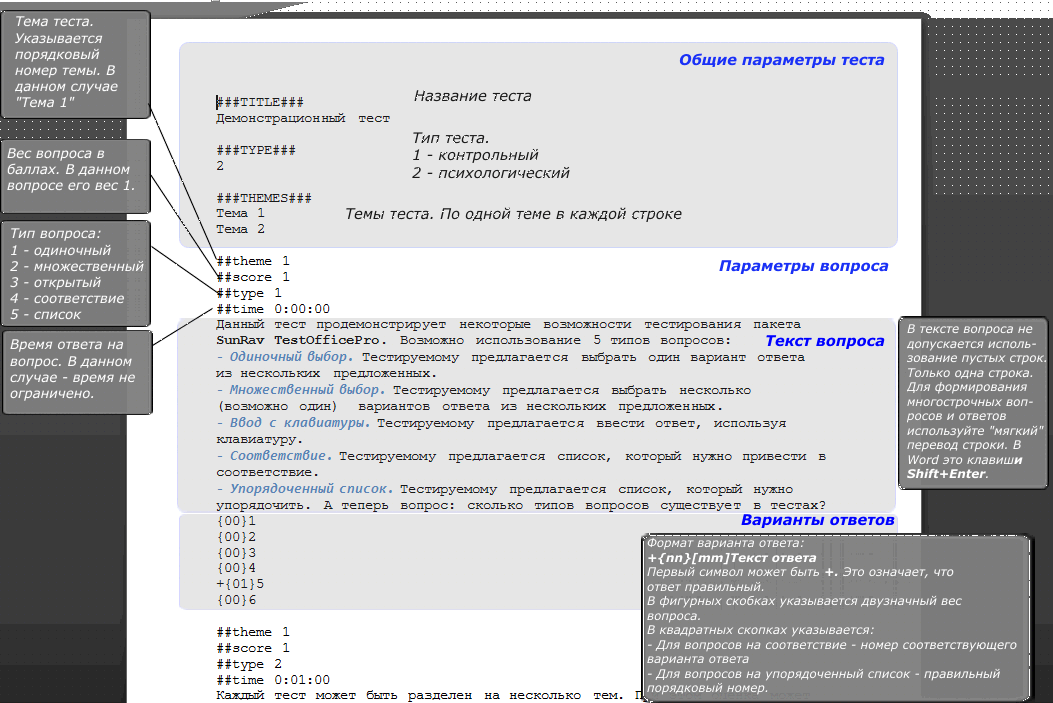 Тема теста.
Указывается
порядковый
номер темы. В
данном случае
"Тема 1"
Вес вопроса в
баллах. В данном
вопросе его вес 1.
Тип вопроса:
1 - одиночный
2 - множественный
3 - открытый
4 - соответствие
5 - список
Время ответа на
вопрос. В данном
случае - время не
ограничено.
Общие параметры теста
###TITLE###
Название теста
Демонстрационный тест
Тип теста.
###TYPE###
1 - контрольный
2
2 - психологический
###THEMES###
Тема 1
Темы теста. По одной теме в каждой строке
Тема 2
##theme 1
Параметры вопроса
##score 1
##type 1
##time 0:00:00
Данный тест продемонстрирует некоторые возможности тестирования пакета
SunRav TestOfficePro. Возможно использование 5 типов вопросов:
Текст вопроса
- Одиночный выбор. Тестируемому предлагается выбрать один вариант ответа
из нескольких предложенных.
- Множественный выбор. Тестируемому предлагается выбрать несколько
(возможно один) вариантов ответа из нескольких предложенных.
- Ввод с клавиатуры. Тестируемому предлагается ввести ответ, используя
клавиатуру.
- Соответствие. Тестируемому предлагается список, который нужно привести в
соответствие.
- Упорядоченный список. Тестируемому предлагается список, который нужно
упорядочить. А теперь вопрос: сколько типов вопросов существует в тестах?
В тексте вопроса не
допускается исполь-
зование пустых строк.
Только одна строка.
Для формирования
многострочных воп-
росов и ответов
используйте "мягкий"
перевод строки. В
Word это клавиши
Shift+Enter.
Варианты ответов
{00}1
{00}2
{00}3
{00}4
+{01}5
{00}6
Формат варианта ответа:
+{nn}[mm]Текст ответа
Первый символ может быть +. Это означает, что
ответ правильный.
В фигурных скобках указывается двузначный вес
вопроса.
В квадратных скопках указывается:
- Для вопросов на соответствие - номер соответствующего
варианта ответа
- Для вопросов на упорядоченный список - правильный
порядковый номер.
##theme 1
##score 1
##type 2
##time 0:01:00
Каждый тест может быть разделен на несколько тем.